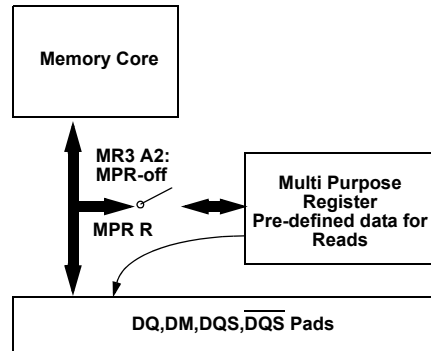 Memory Core
MR3 A2:
MPR-off
MPR R
Multi Purpose
Register
Pre-defined data for
Reads
DQ,DM,DQS,D̅Q̅S̅ Pads